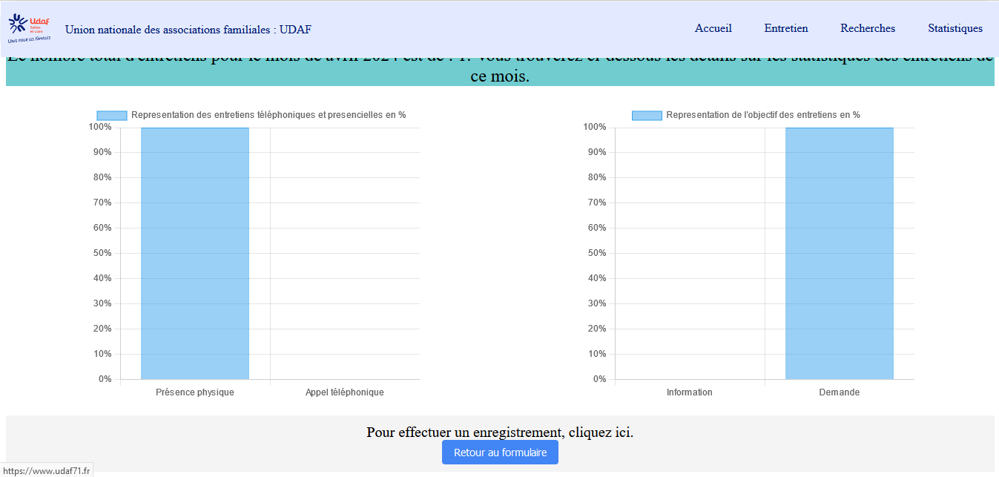 Udaf
Saône-
et-Loire
UNIS POUR LES FAMILLES
Union nationale des associations familiales : UDAF
Accueil
Entretien
Recherches
Statistiques
Le nombre total d'entretiens pour le mois de avril 2024 est de : 1. Vous trouverez ci-dessous les détails sur les statistiques des entretiens de
ce mois.
Representation des entretiens téléphoniques et presencielles en %
100%
90%
80%
70%
60%
50%
40%
30%
20%
10%
0%
Présence physique
Appel téléphonique
Representation de l'objectif des entretiens en %
100%
90%
80%
70%
60%
50%
40%
30%
20%
10%
0%
Information
Demande
Pour effectuer un enregistrement, cliquez ici.
Retour au formulaire
https://www.udaf71.fr